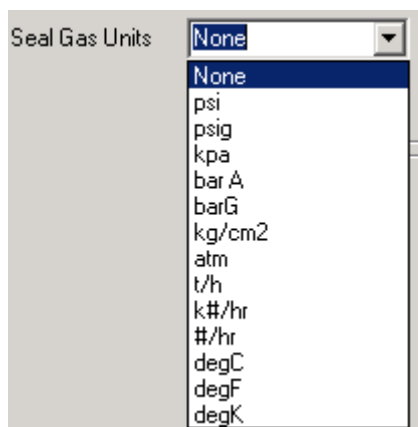 Seal Gas Units None
None
psi
psig
kpa
bar A
barG
kg/cm2
atm
t/h
k#/hr
#/hr
degC
degF
degK